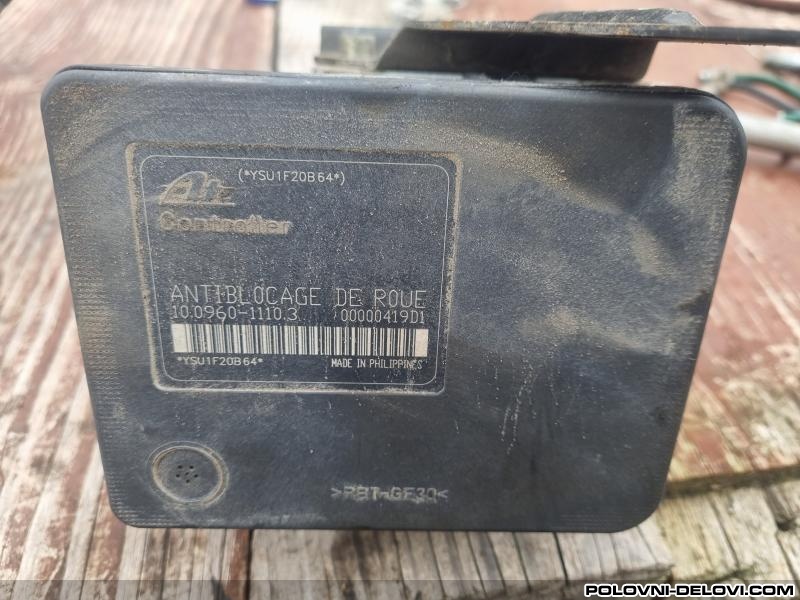 (*YSU1F20B64*)
Ate
Controller
ANTIBLOCAGE DE ROUE
10.0960-1110.3 00000419D1
*YSU1F20B64*
MADE IN PHILIPPINES
>PBT-GF30<
POLOVNI-DELOVI.COM